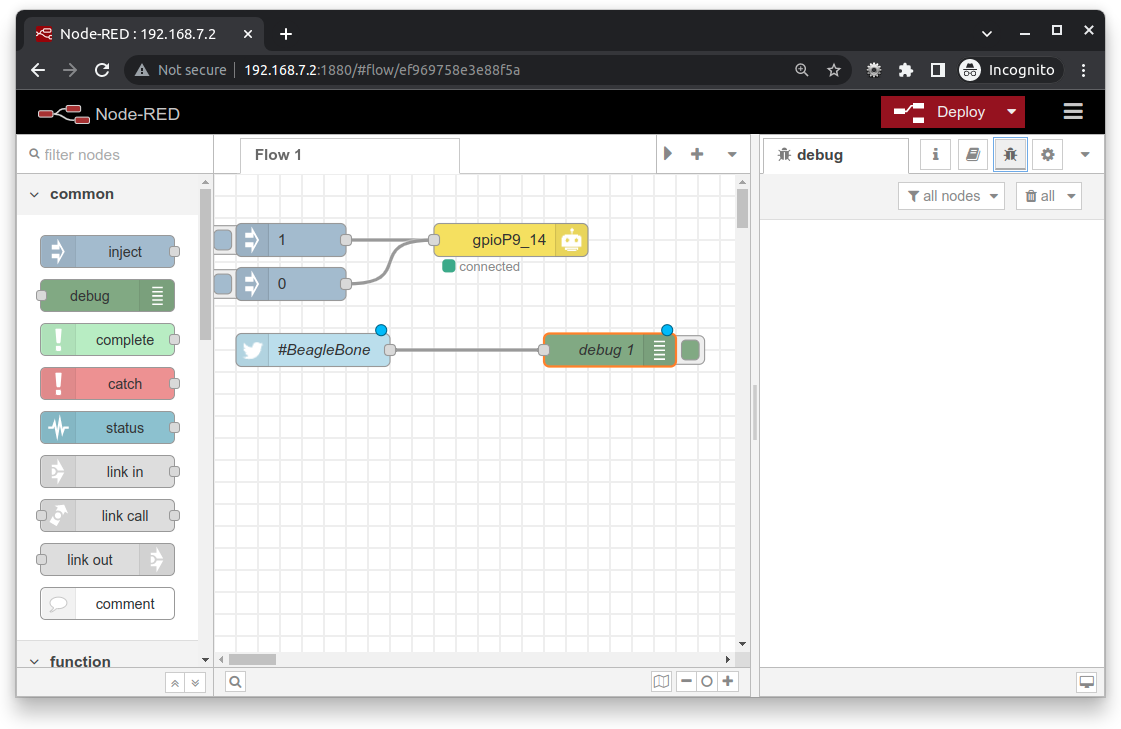 Node-RED : 192.168.7.2
Not secure
192.168.7.2:1880/#flow/ef969758e3e88f5a
Incognito
Node-RED
Deploy
filter nodes
common
inject
debug
complete
catch
status
link in
link call
link out
comment
function
Flow 1
1
0
gpioP9_14
connected
#BeagleBone
debug 1
debug
all nodes
all